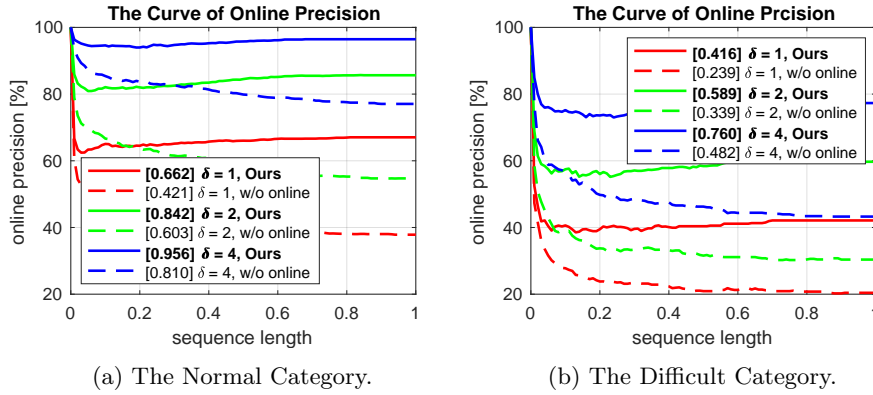 The Curve of Online Precision
online precision [%]
100
80
60
40
20
[0.662] δ = 1, Ours
[0.421] δ = 1, w/o online
[0.842] δ = 2, Ours
[0.603] δ = 2, w/o online
[0.956] δ = 4, Ours
[0.810] δ = 4, w/o online
0 0.2 0.4 0.6 0.8 1
sequence length
(a) The Normal Category.
The Curve of Online Prcision
online precision [%]
100
80
60
40
20
[0.416] δ = 1, Ours
[0.239] δ = 1, w/o online
[0.589] δ = 2, Ours
[0.339] δ = 2, w/o online
[0.760] δ = 4, Ours
[0.482] δ = 4, w/o online
0 0.2 0.4 0.6 0.8 1
sequence length
(b) The Difficult Category.